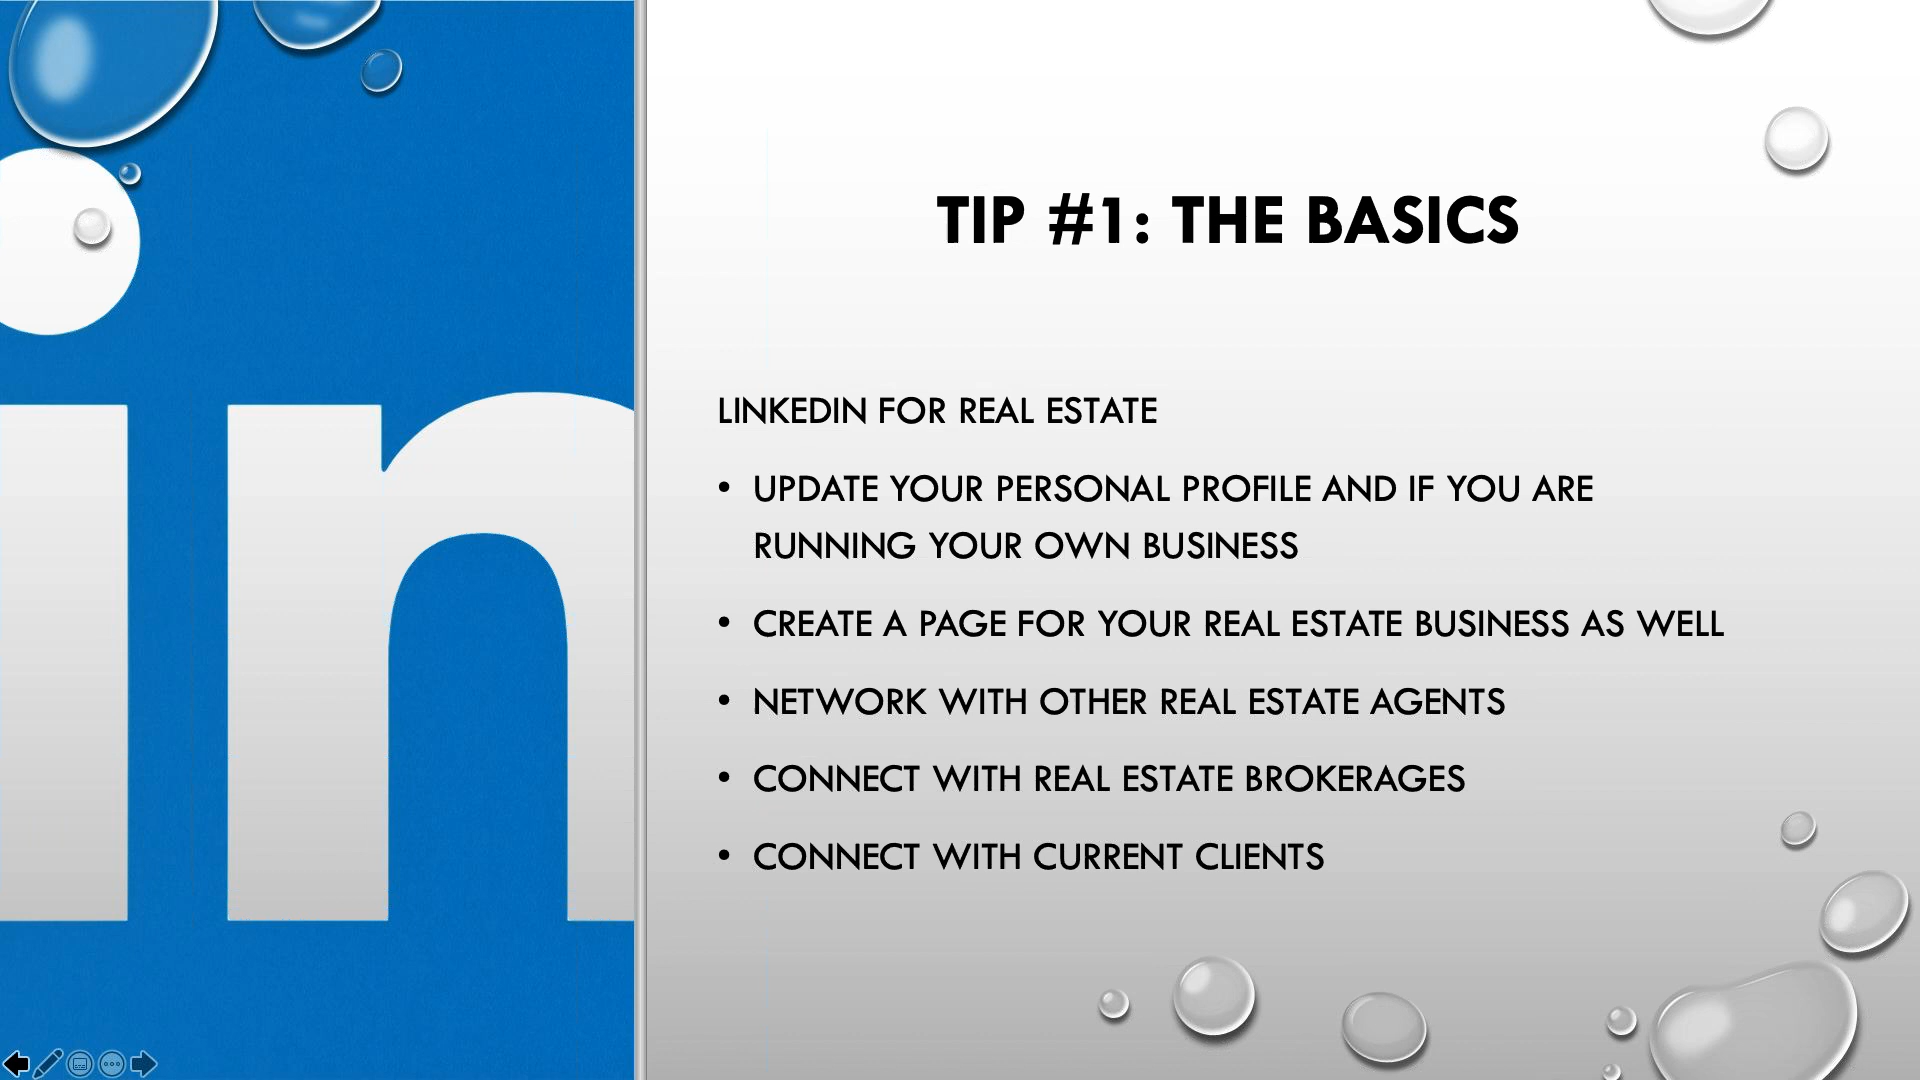 in
TIP #1: THE BASICS
LINKEDIN FOR REAL ESTATE
• UPDATE YOUR PERSONAL PROFILE AND IF YOU ARE
RUNNING YOUR OWN BUSINESS
• CREATE A PAGE FOR YOUR REAL ESTATE BUSINESS AS WELL
• NETWORK WITH OTHER REAL ESTATE AGENTS
• CONNECT WITH REAL ESTATE BROKERAGES
• CONNECT WITH CURRENT CLIENTS